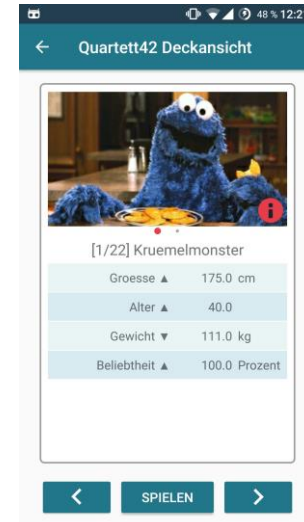 48 % 12:2
Quartett42 Deckansicht
i
[1/22] Kruemelmonster
Groesse ▲ 175.0 cm
Alter ▲ 40.0
Gewicht ▼ 111.0 kg
Beliebtheit ▲ 100.0 Prozent
SPIELEN